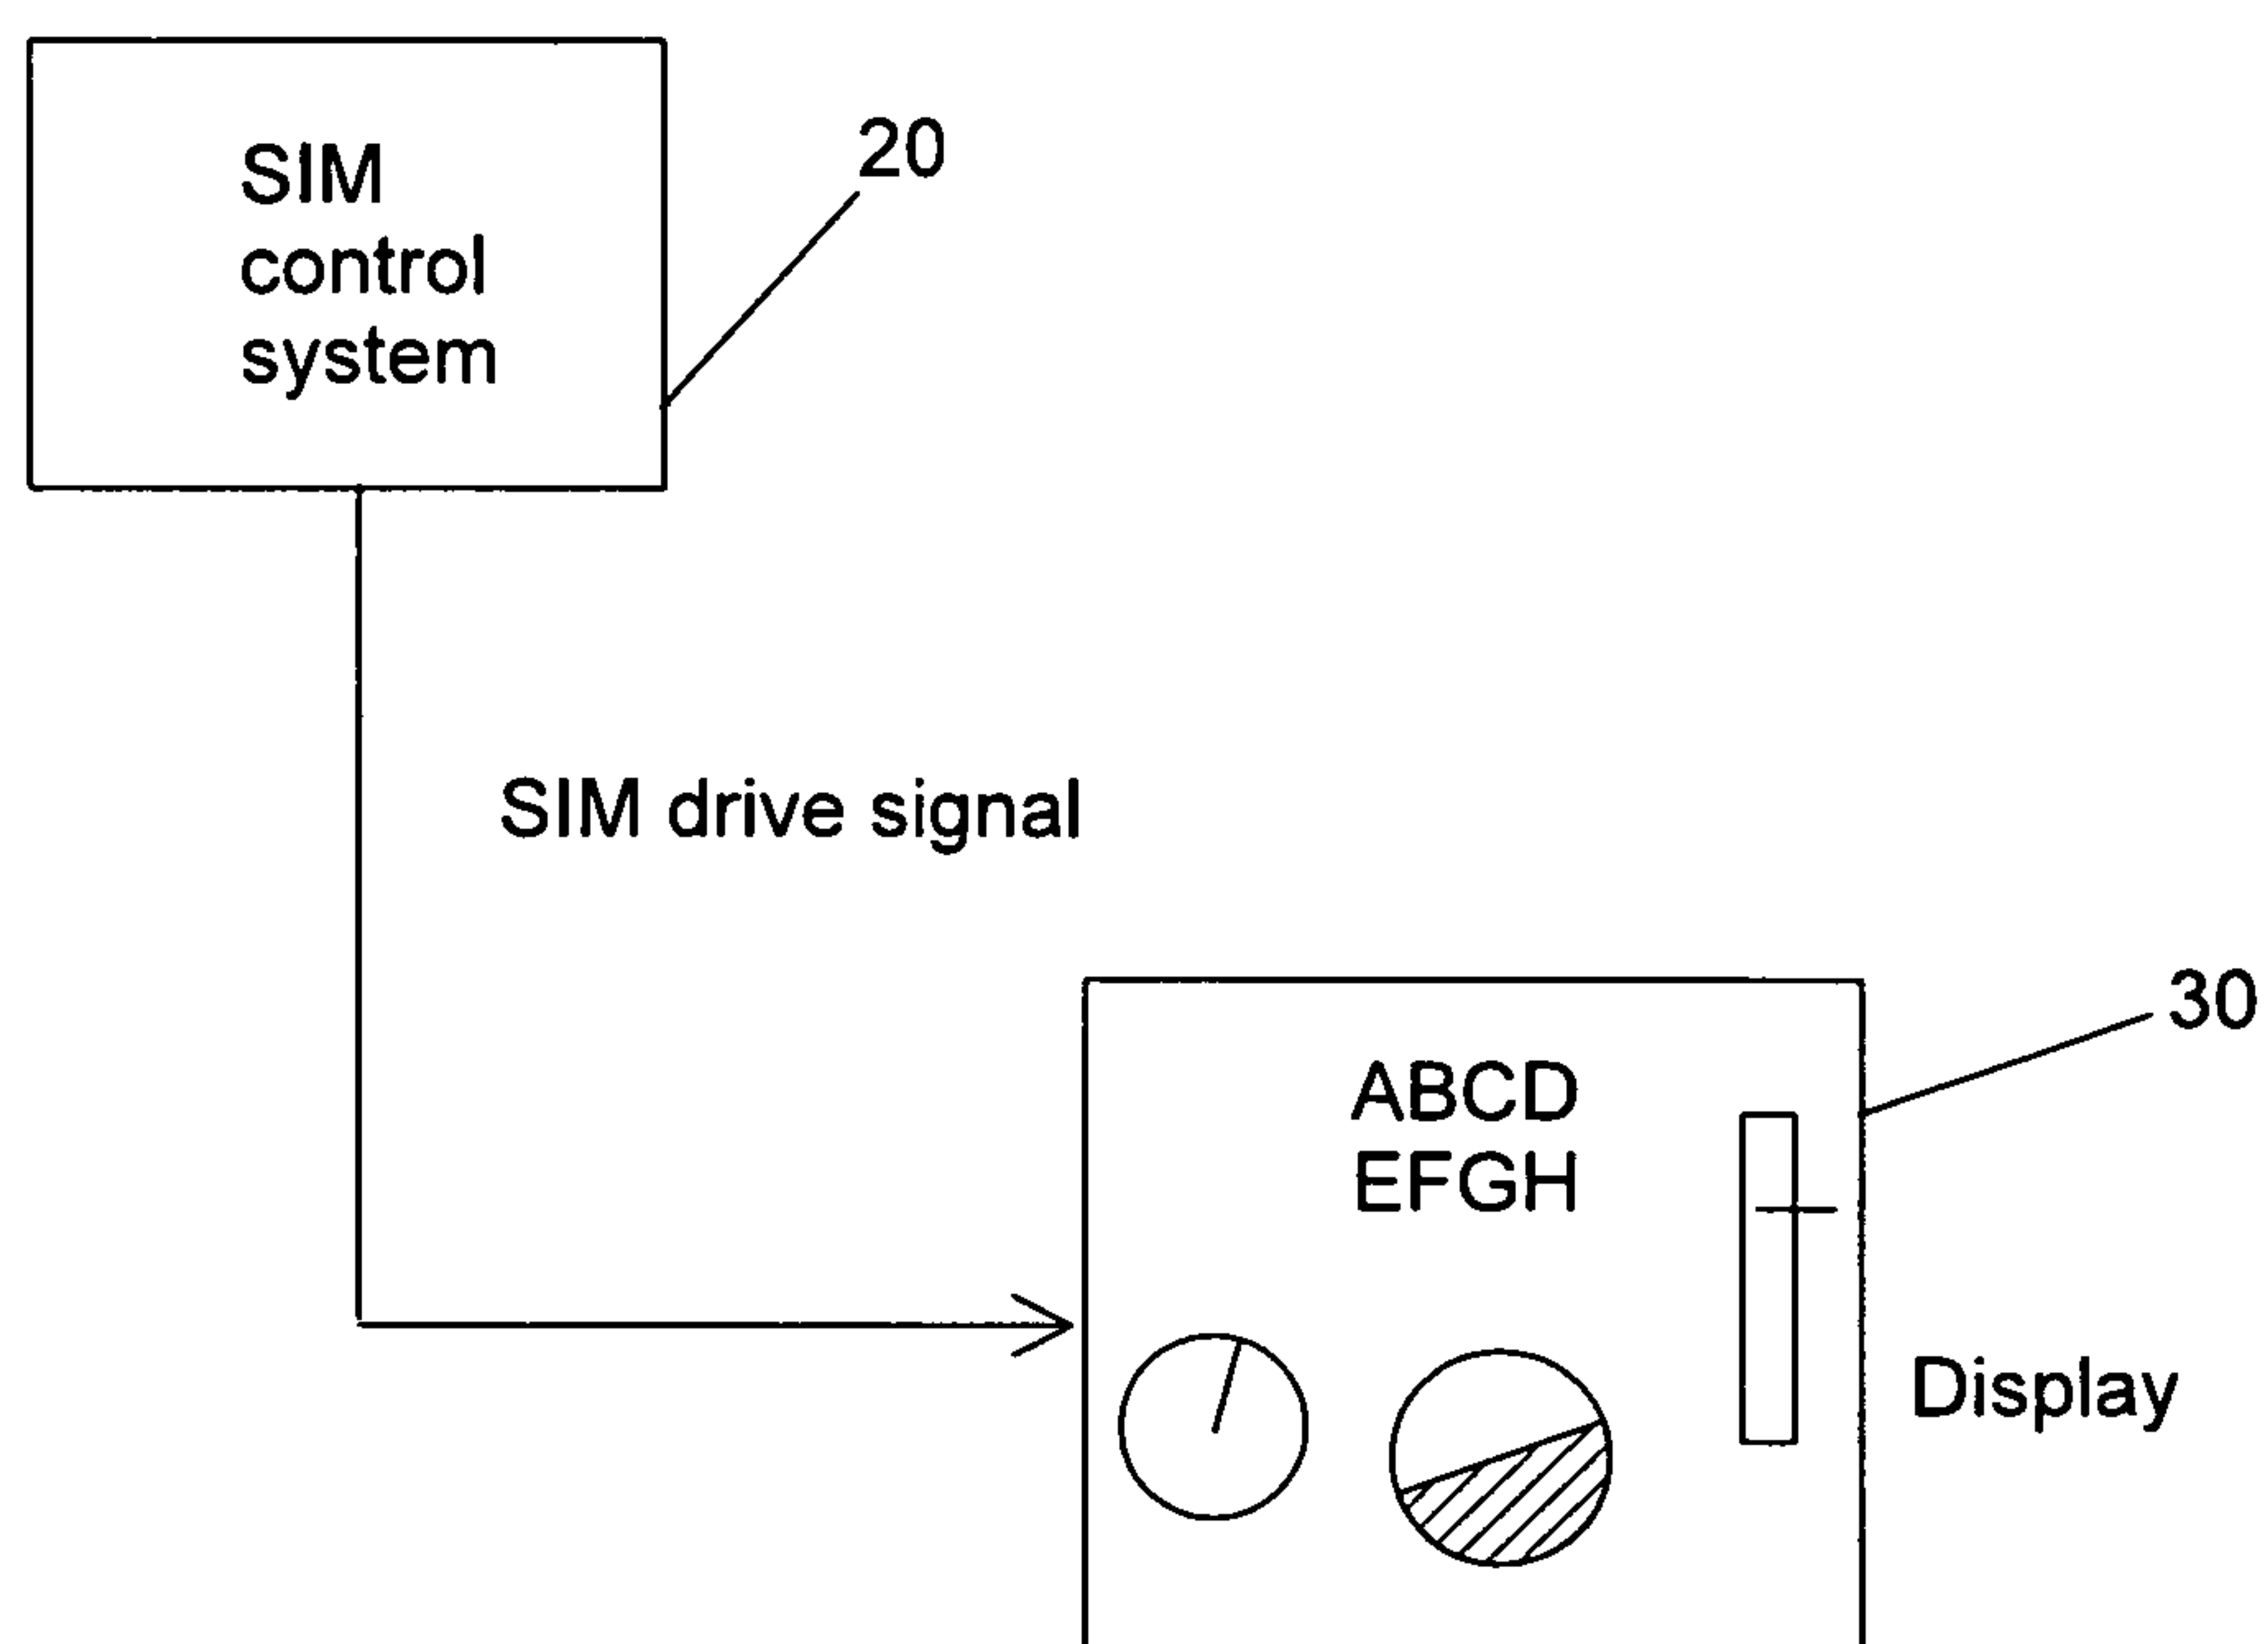 SIM
control
system
20
SIM drive signal
30
ABCD
EFGH
Display